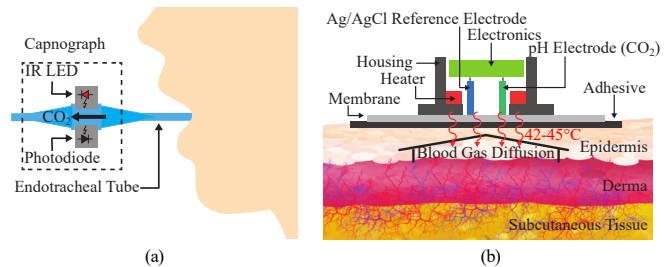 (a)
Capnograph
IR LED
CO2
Photodiode
Endotracheal Tube
(b)
Ag/AgCl Reference Electrode
Electronics
pH Electrode (CO2)
Housing
Heater
Membrane
Adhesive
42-45°C
Epidermis
Blood Gas Diffusion
Derma
Subcutaneous Tissue